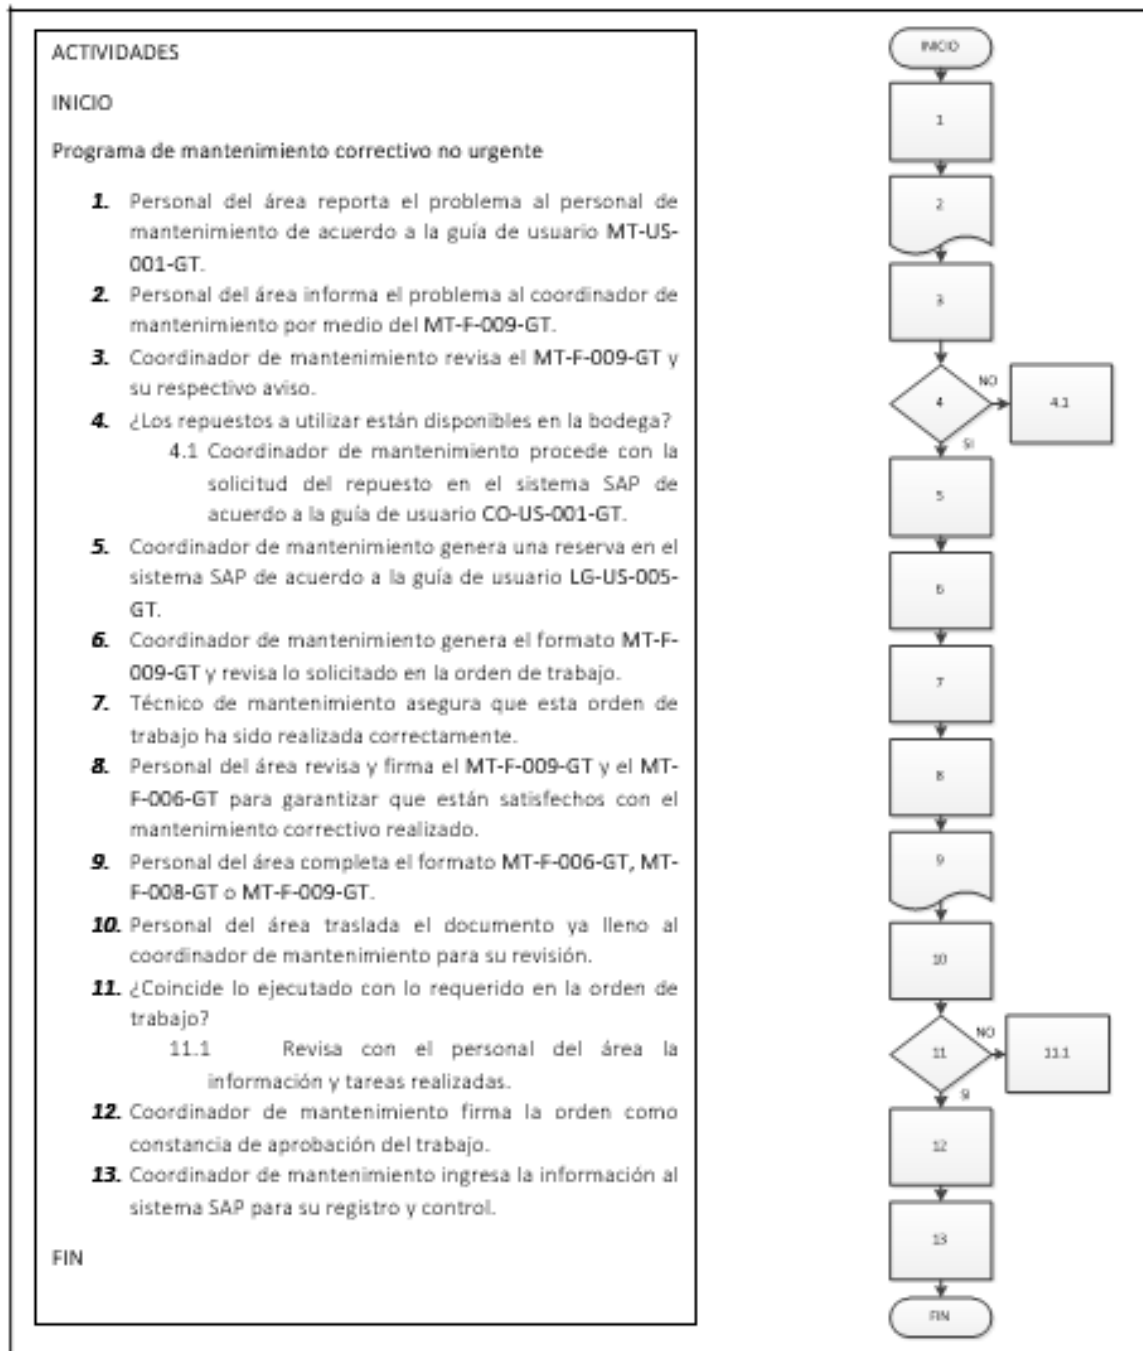 ACTIVIDADES
INICIO
Programa de mantenimiento correctivo no urgente
1. Personal del área reporta el problema al personal de
mantenimiento de acuerdo a la guía de usuario MT-US-
001-GT.
2. Personal del área informa el problema al coordinador de
mantenimiento por medio del MT-F-009-GT.
3. Coordinador de mantenimiento revisa el MT-F-009-GT y
su respectivo aviso.
4. ¿Los repuestos a utilizar están disponibles en la bodega?
4.1 Coordinador de mantenimiento procede con la
solicitud del repuesto en el sistema SAP de
acuerdo a la guía de usuario CO-US-001-GT.
5. Coordinador de mantenimiento genera una reserva en el
sistema SAP de acuerdo a la guía de usuario LG-US-005-
GT.
6. Coordinador de mantenimiento genera el formato MT-F-
009-GT y revisa lo solicitado en la orden de trabajo.
7. Técnico de mantenimiento asegura que esta orden de
trabajo ha sido realizada correctamente.
8. Personal del área revisa y firma el MT-F-009-GT y el MT-
F-006-GT para garantizar que están satisfechos con el
mantenimiento correctivo realizado.
9. Personal del área completa el formato MT-F-006-GT, MT-
F-008-GT o MT-F-009-GT.
10. Personal del área traslada el documento ya lleno al
coordinador de mantenimiento para su revisión.
11. ¿Coincide lo ejecutado con lo requerido en la orden de
trabajo?
11.1 Revisa con el personal del área la
información y tareas realizadas.
12. Coordinador de mantenimiento firma la orden como
constancia de aprobación del trabajo.
13. Coordinador de mantenimiento ingresa la información al
sistema SAP para su registro y control.
FIN
INICIO
1
2
3
4
NO
4.1
SI
5
6
7
8
9
10
11
NO
11.1
SI
12
13
FIN